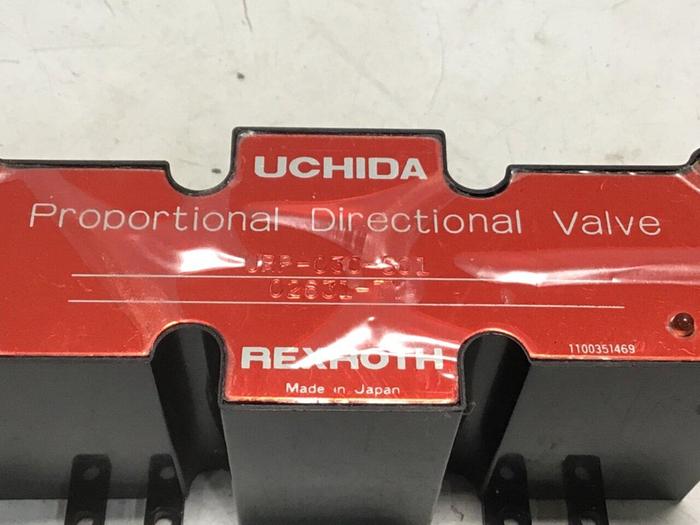 UCHIDA
Proportional Directional Valve
REXROTH
1100351469
Made in Japan